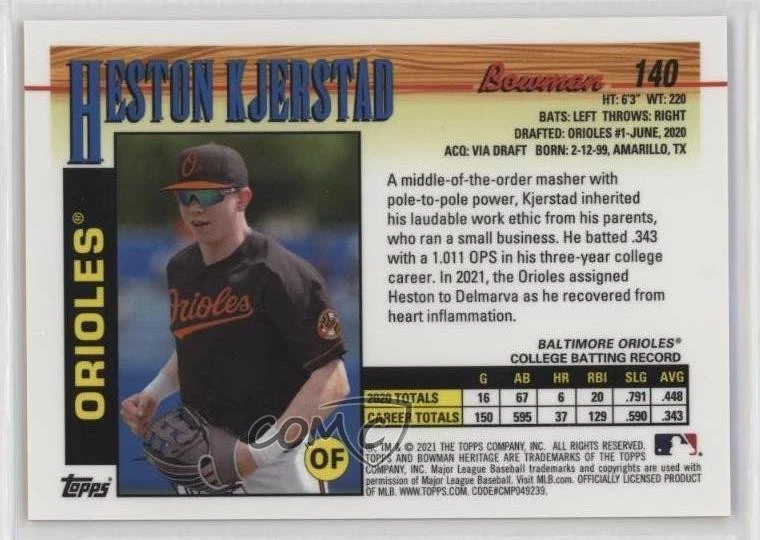 HESTON KJERSTAD
Bowman 140
HT: 6'3" WT: 220
BATS: LEFT THROWS: RIGHT
DRAFTED: ORIOLES #1-JUNE, 2020
ACQ: VIA DRAFT BORN: 2-12-99, AMARILLO, TX
ORIOLES®
O
Orioles
A middle-of-the-order masher with
pole-to-pole power, Kjerstad inherited
his laudable work ethic from his parents,
who ran a small business. He batted .343
with a 1.011 OPS in his three-year college
career. In 2021, the Orioles assigned
Heston to Delmarva as he recovered from
heart inflammation.
BALTIMORE ORIOLES®
COLLEGE BATTING RECORD
G AB HR RBI SLG AVG
2020 TOTALS 16 67 6 20 .791 .448
CAREER TOTALS 150 595 37 129 .590 .343
OF
COMC
Topps
®, TM & © 2021 THE TOPPS COMPANY, INC. ALL RIGHTS RESERVED.
TOPPS AND BOWMAN HERITAGE ARE TRADEMARKS OF THE TOPPS
COMPANY, INC. Major League Baseball trademarks and copyrights are used with
permission of Major League Baseball. Visit MLB.com. OFFICIALLY LICENSED PRODUCT
OF MLB. WWW.TOPPS.COM. CODE#CMP049239.